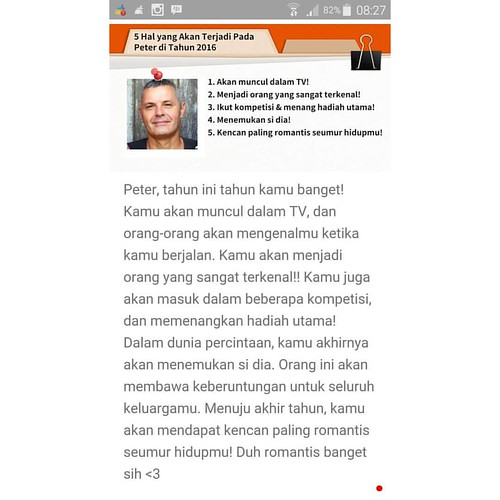 82% 08:27
5 Hal yang Akan Terjadi Pada
Peter di Tahun 2016
1. Akan muncul dalam TV!
2. Menjadi orang yang sangat terkenal!
3. Ikut kompetisi & menang hadiah utama!
4. Menemukan si dia!
5. Kencan paling romantis seumur hidupmu!
Peter, tahun ini tahun kamu banget!
Kamu akan muncul dalam TV, dan
orang-orang akan mengenalmu ketika
kamu berjalan. Kamu akan menjadi
orang yang sangat terkenal!! Kamu juga
akan masuk dalam beberapa kompetisi,
dan memenangkan hadiah utama!
Dalam dunia percintaan, kamu akhirnya
akan menemukan si dia. Orang ini akan
membawa keberuntungan untuk seluruh
keluargamu. Menuju akhir tahun, kamu
akan mendapat kencan paling romantis
seumur hidupmu! Duh romantis banget
sih <3